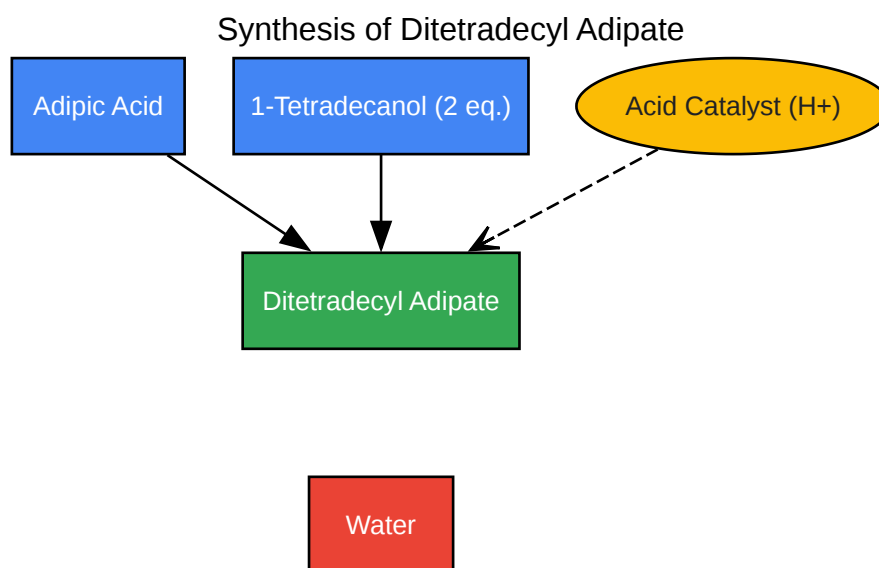 Synthesis of Ditetradecyl Adipate
Adipic Acid
1-Tetradecanol (2 eq.)
Acid Catalyst (H+)
Ditetradecyl Adipate
Water